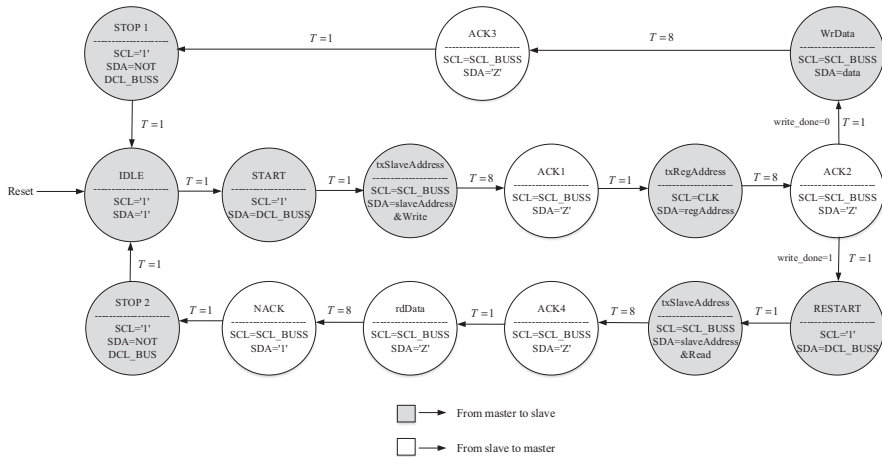 STOP 1
SCL='1'
SDA=NOT
DCL_BUSS
T=1
ACK3
SCL=SCL_BUSS
SDA='Z'
T=8
WrData
SCL=SCL_BUSS
SDA=data
T=1
write_done=0
T=1
Reset
IDLE
SCL='1'
SDA='1'
T=1
START
SCL='1'
SDA=DCL_BUSS
T=1
txSlaveAddress
SCL=SCL_BUSS
SDA=slaveAddress
&Write
T=8
ACK1
SCL=SCL_BUSS
SDA='Z'
T=1
txRegAddress
SCL=CLK
SDA=regAddress
T=8
ACK2
SCL=SCL_BUSS
SDA='Z'
T=1
write_done=1
T=1
STOP 2
SCL='1'
SDA=NOT
DCL_BUS
T=1
NACK
SCL=SCL_BUSS
SDA='1'
T=8
rdData
SCL=SCL_BUSS
SDA='Z'
T=1
ACK4
SCL=SCL_BUSS
SDA='Z'
T=8
txSlaveAddress
SCL=SCL_BUSS
SDA=slaveAddress
&Read
T=1
RESTART
SCL='1'
SDA=DCL_BUSS
From master to slave
From slave to master